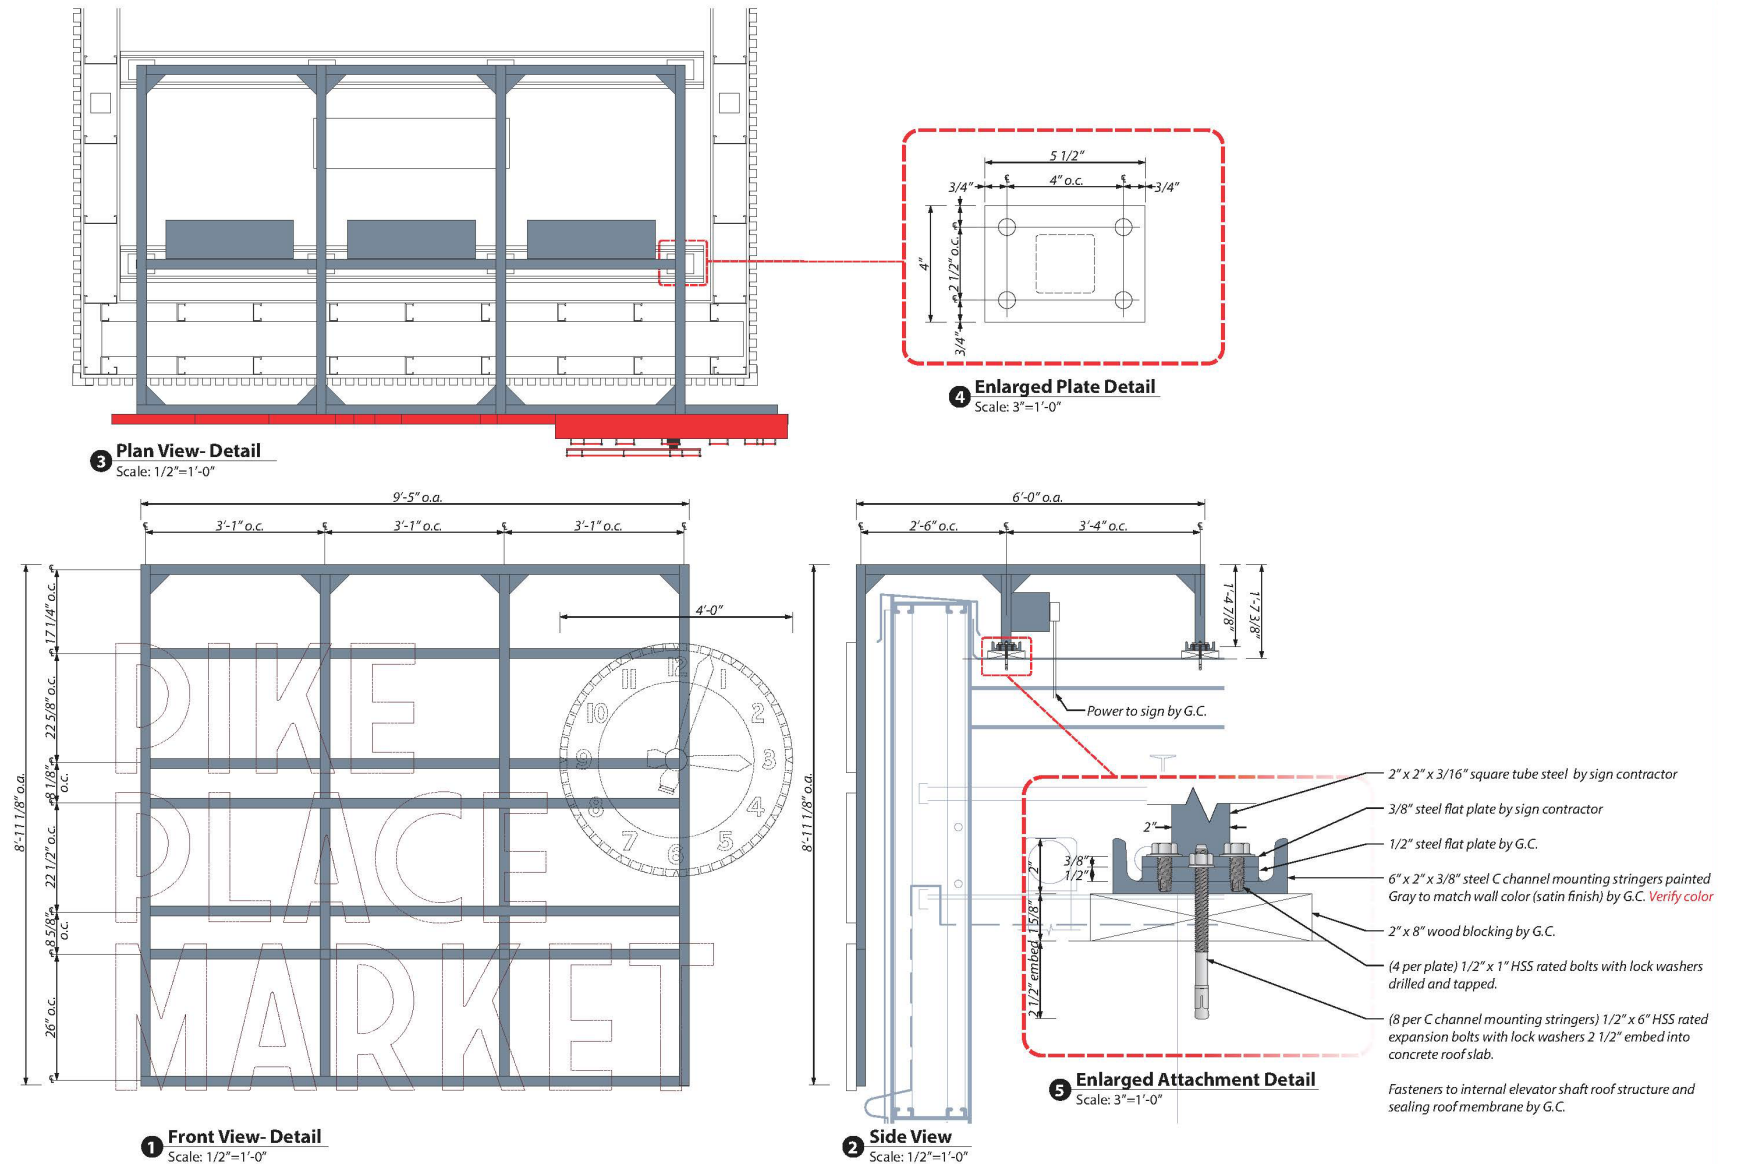 5 1/2"
3/4"
4" o.c.
3/4"
4"
2 1/2" o.c.
3/4"
4 Enlarged Plate Detail
Scale: 3"=1'-0"
3 Plan View- Detail
Scale: 1/2"=1'-0"
9'-5" o.a.
3'-1" o.c.
3'-1" o.c.
3'-1" o.c.
8'-11 1/8" o.a.
17 1/4" o.c.
22 5/8" o.c.
8 1/8"
o.c.
22 1/2" o.c.
8 5/8"
o.c.
26" o.c.
4'-0"
PIKE
PLACE
MARKET
12
1
2
3
4
5
6
7
8
9
10
11
1 Front View- Detail
Scale: 1/2"=1'-0"
6'-0" o.a.
2'-6" o.c.
3'-4" o.c.
8'-11 1/8" o.a.
1'-4 7/8"
1'-7 3/8"
Power to sign by G.C.
2 Side View
Scale: 1/2"=1'-0"
2"
3/8"
1/2"
2"
1 5/8"
2 1/2" embed
2" x 2" x 3/16" square tube steel by sign contractor
3/8" steel flat plate by sign contractor
1/2" steel flat plate by G.C.
6" x 2" x 3/8" steel C channel mounting stringers painted
Gray to match wall color (satin finish) by G.C. Verify color
2" x 8" wood blocking by G.C.
(4 per plate) 1/2" x 1" HSS rated bolts with lock washers
drilled and tapped.
(8 per C channel mounting stringers) 1/2" x 6" HSS rated
expansion bolts with lock washers 2 1/2" embed into
concrete roof slab.
Fasteners to internal elevator shaft roof structure and
sealing roof membrane by G.C.
5 Enlarged Attachment Detail
Scale: 3"=1'-0"